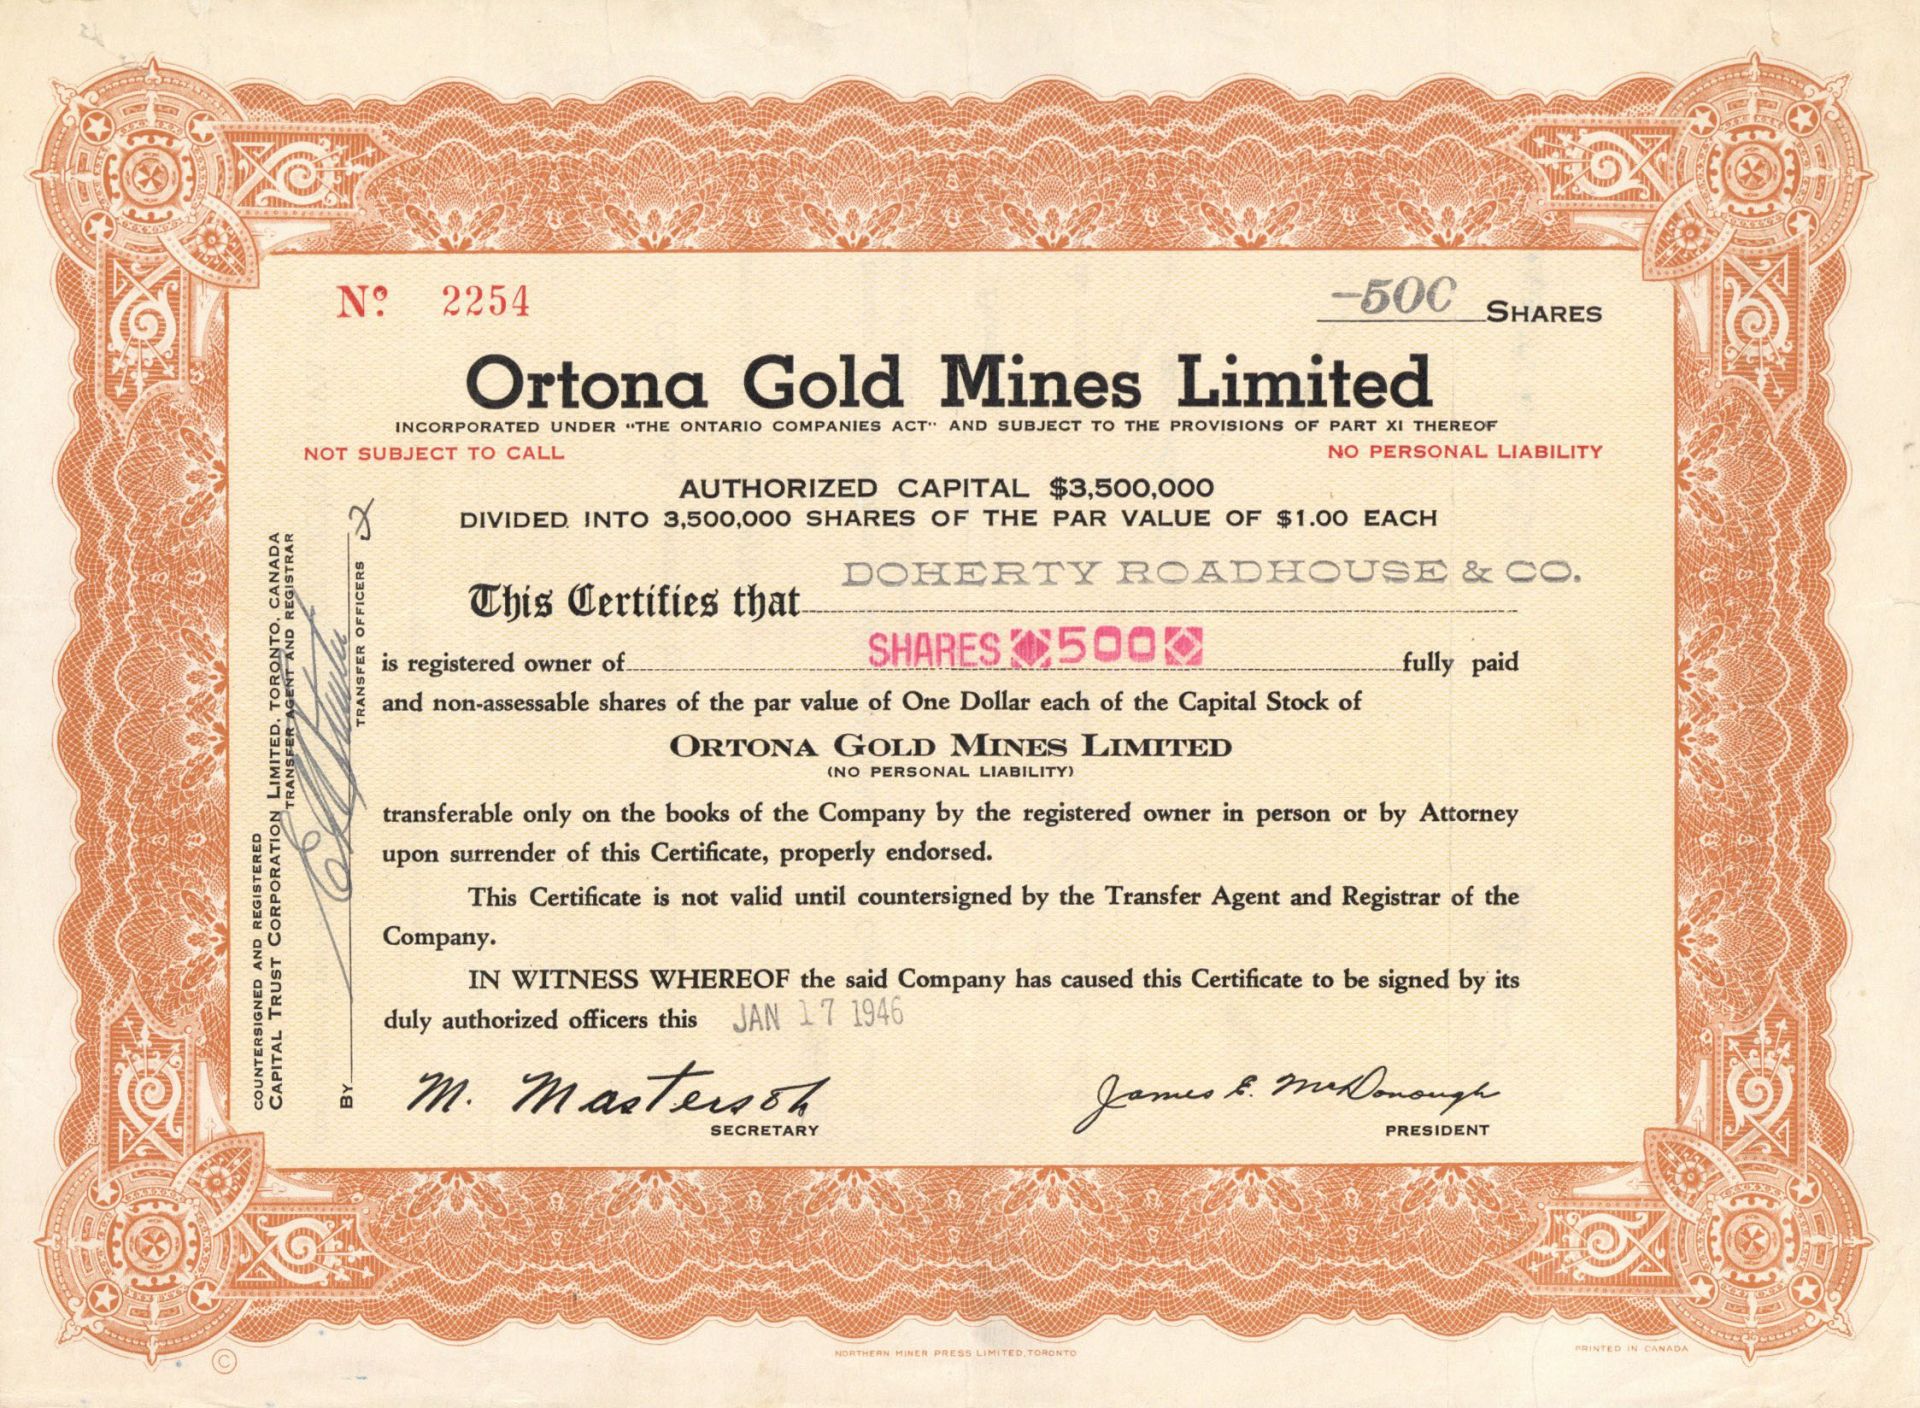 Nº 2254
-500 SHARES
Ortona Gold Mines Limited
INCORPORATED UNDER "THE ONTARIO COMPANIES ACT" AND SUBJECT TO THE PROVISIONS OF PART XI THEREOF
NOT SUBJECT TO CALL
NO PERSONAL LIABILITY
AUTHORIZED CAPITAL $3,500,000
DIVIDED INTO 3,500,000 SHARES OF THE PAR VALUE OF $1.00 EACH
This Certifies that DOHERTY ROADHOUSE & CO.
is registered owner of SHARES 500 fully paid
and non-assessable shares of the par value of One Dollar each of the Capital Stock of
ORTONA GOLD MINES LIMITED
(NO PERSONAL LIABILITY)
transferable only on the books of the Company by the registered owner in person or by Attorney
upon surrender of this Certificate, properly endorsed.
This Certificate is not valid until countersigned by the Transfer Agent and Registrar of the
Company.
IN WITNESS WHEREOF the said Company has caused this Certificate to be signed by its
duly authorized officers this JAN 17 1946
M. Masterson
SECRETARY
James E. McDonough
PRESIDENT
COUNTERSIGNED AND REGISTERED
CAPITAL TRUST CORPORATION LIMITED, TORONTO, CANADA
TRANSFER AGENT AND REGISTRAR
BY
TRANSFER OFFICERS
©
NORTHERN MINER PRESS LIMITED, TORONTO
PRINTED IN CANADA